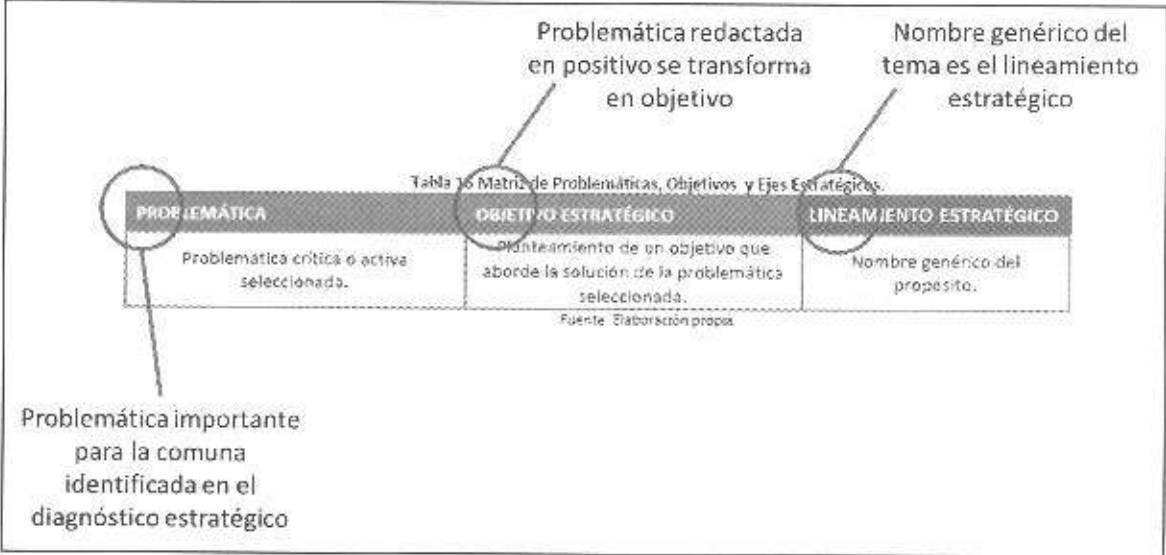 Problemática redactada
en positivo se transforma
en objetivo
Nombre genérico del
tema es el lineamiento
estratégico
Tabla 16 Matriz de Problemáticas, Objetivos y Ejes Estratégicos.
PROBLEMÁTICA
OBJETIVO ESTRATÉGICO
LINEAMIENTO ESTRATÉGICO
Problemática crítica o activa
seleccionada.
Planteamiento de un objetivo que
aborde la solución de la problemática
seleccionada.
Nombre genérico del
propósito.
Fuente Elaboración propia
Problemática importante
para la comuna
identificada en el
diagnóstico estratégico